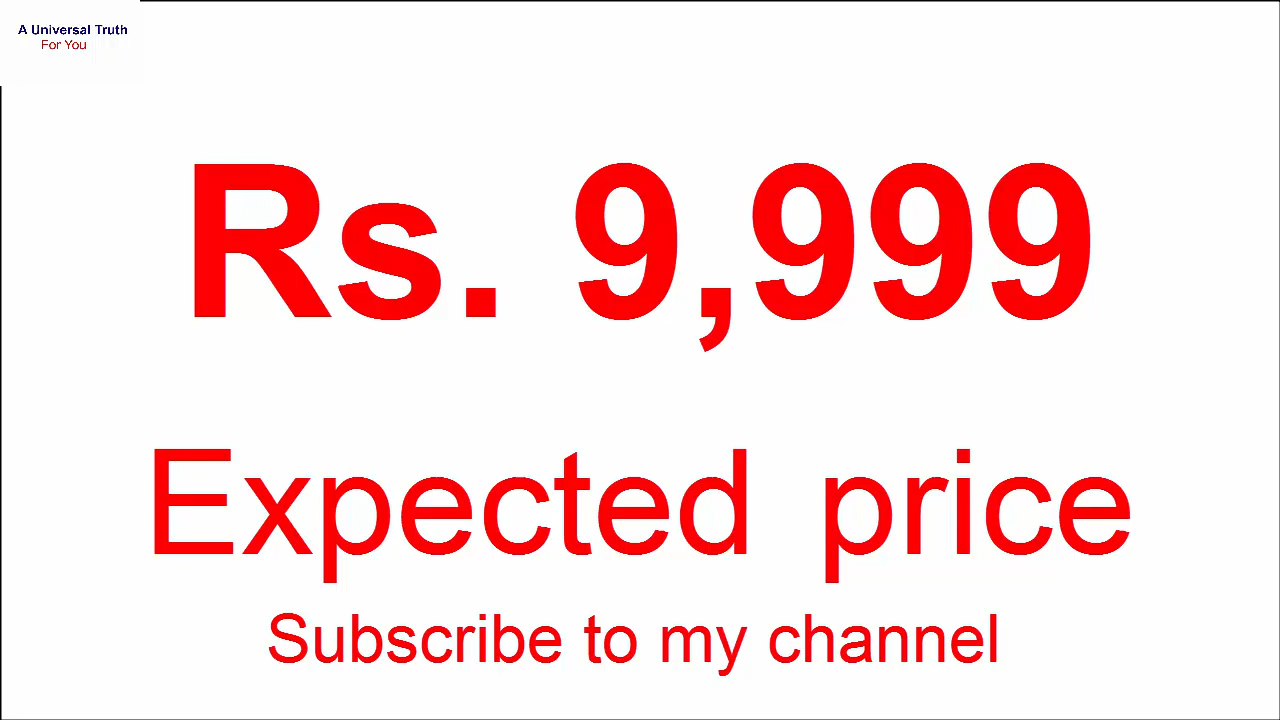 A Universal Truth
For You
Rs. 9,999
Expected price
Subscribe to my channel